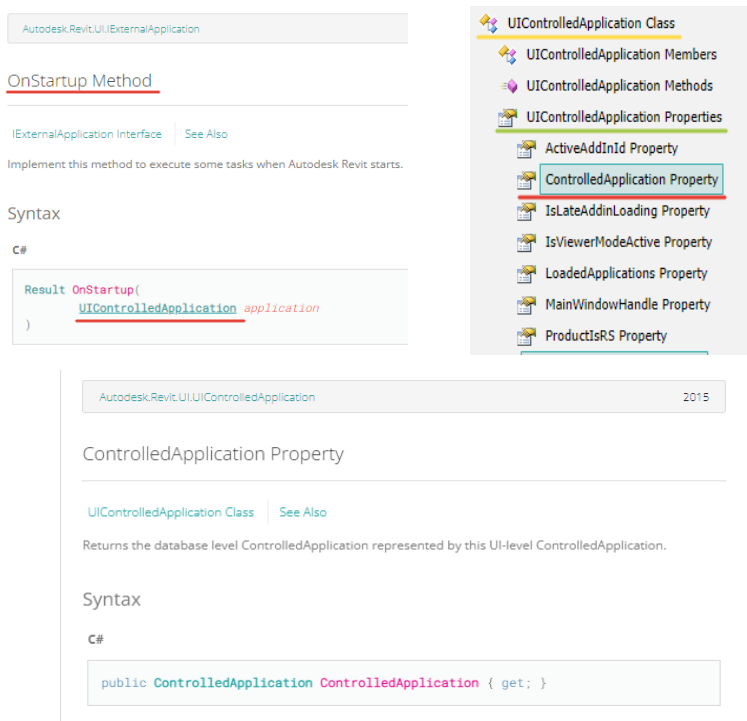 Autodesk.Revit.UI.IExternalApplication
OnStartup Method
IExternalApplication Interface See Also
Implement this method to execute some tasks when Autodesk Revit starts.
Syntax
C#
Result OnStartup(
UIControlledApplication application
)
UIControlledApplication Class
UIControlledApplication Members
UIControlledApplication Methods
UIControlledApplication Properties
ActiveAddInId Property
ControlledApplication Property
IsLateAddinLoading Property
IsViewerModeActive Property
LoadedApplications Property
MainWindowHandle Property
ProductIsRS Property
Autodesk.Revit.UI.UIControlledApplication 2015
ControlledApplication Property
UIControlledApplication Class See Also
Returns the database level ControlledApplication represented by this UI-level ControlledApplication.
Syntax
C#
public ControlledApplication ControlledApplication { get; }